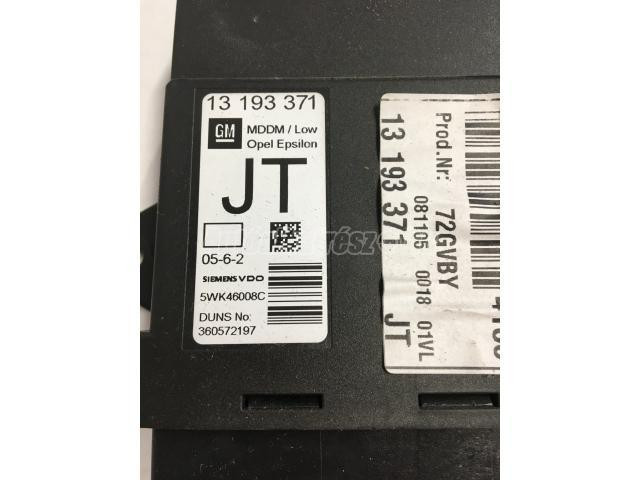 13 193 371
GM
MDDM / Low
Opel Epsilon
JT
05-6-2
SIEMENS VDO
5WK46008C
DUNS No:
360572197
Prod.Nr: 72GVBY
081105 0018 01VL
13 193 371 JT